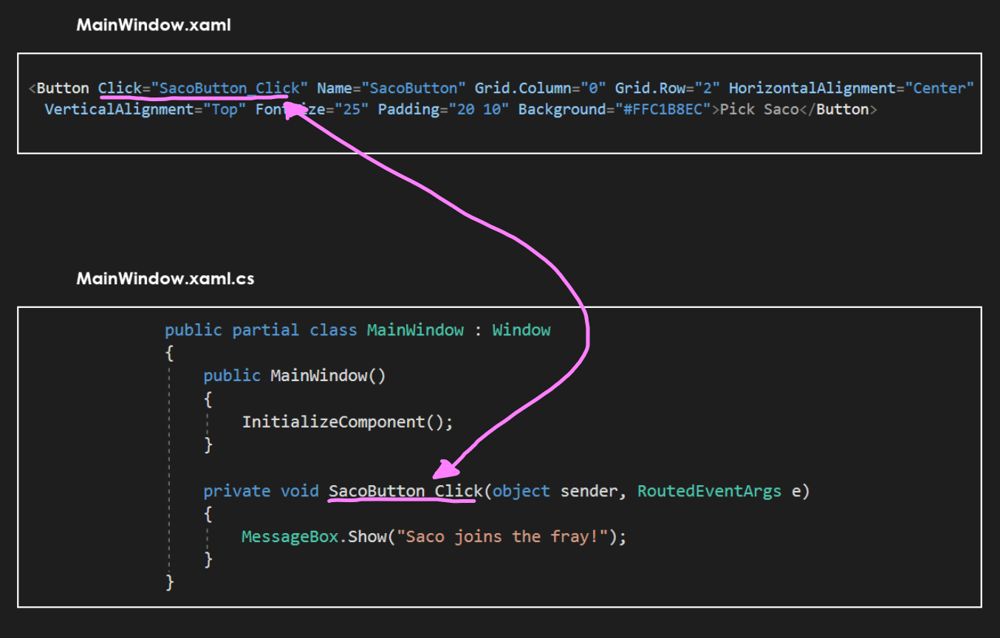 MainWindow.xaml
<Button Click="SacoButton_Click" Name="SacoButton" Grid.Column="0" Grid.Row="2" HorizontalAlignment="Center"
VerticalAlignment="Top" FontSize="25" Padding="20 10" Background="#FFC1B8EC">Pick Saco</Button>
MainWindow.xaml.cs
public partial class MainWindow : Window
{
public MainWindow()
{
InitializeComponent();
}
private void SacoButton_Click(object sender, RoutedEventArgs e)
{
MessageBox.Show("Saco joins the fray!");
}
}